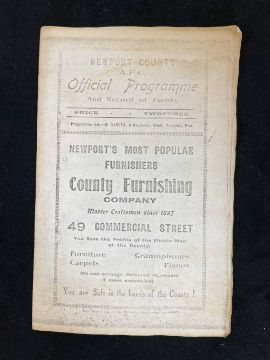 NEWPORT COUNTY
A.F.C.
Official Programme
And Record of Events
PRICE - - TWOPENCE
NEWPORT'S MOST POPULAR
FURNISHERS
County Furnishing
COMPANY
Master Craftsmen since 1837
49 COMMERCIAL STREET
You Save the Profits of the Middle Man
at the County.
Furniture Gramophones
Carpets Pianos
We can arrange Deferred Payments
if more convenient.
You are Safe in the hands of the County!